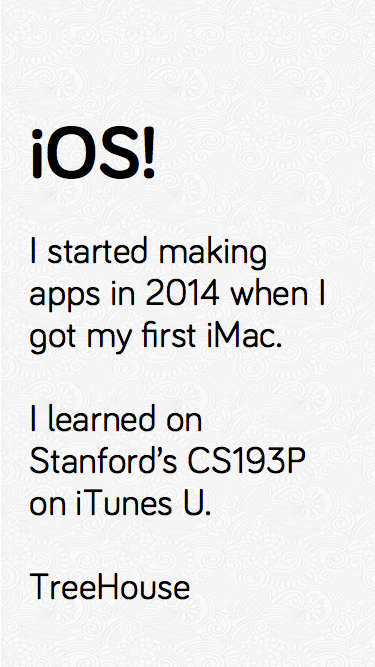 iOS!
I started making
apps in 2014 when I
got my first iMac.
I learned on
Stanford’s CS193P
on iTunes U.
TreeHouse